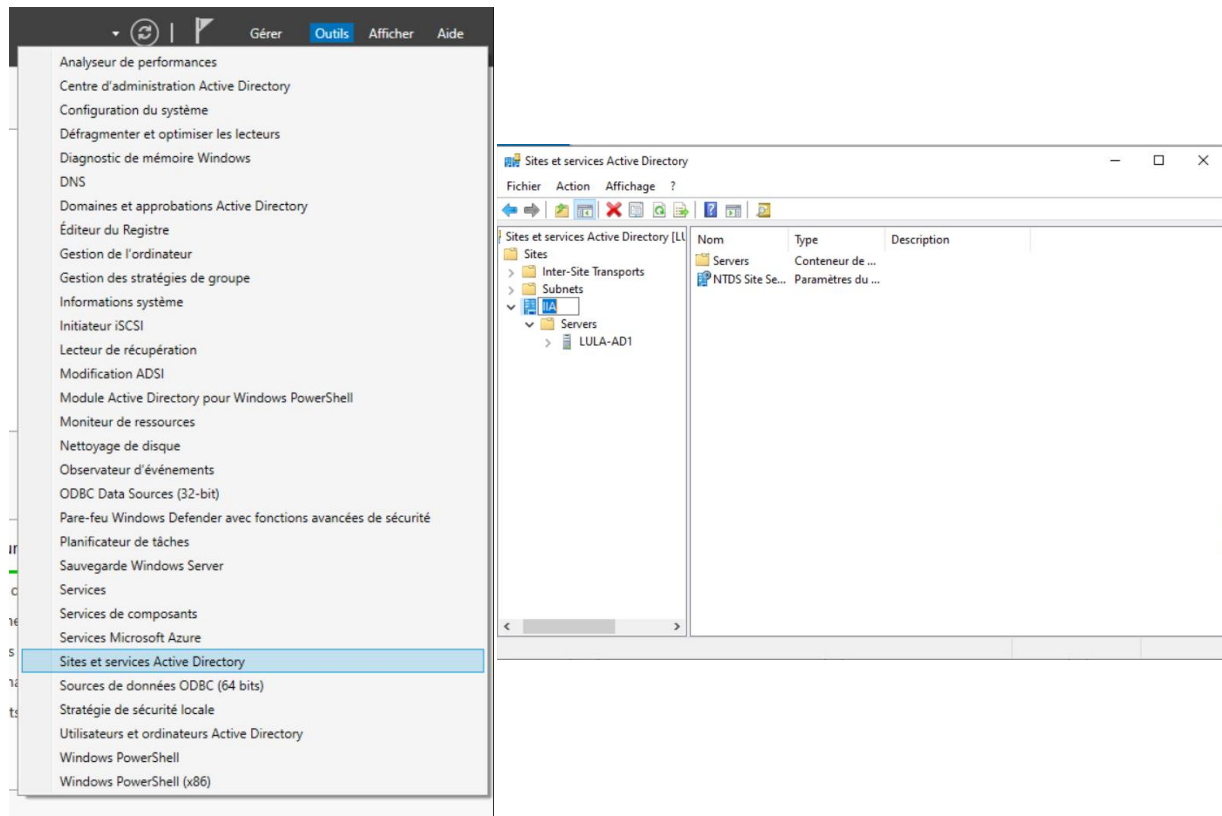 Gérer Outils Afficher Aide
Analyseur de performances
Centre d'administration Active Directory
Configuration du système
Défragmenter et optimiser les lecteurs
Diagnostic de mémoire Windows
DNS
Domaines et approbations Active Directory
Éditeur du Registre
Gestion de l'ordinateur
Gestion des stratégies de groupe
Informations système
Initiateur iSCSI
Lecteur de récupération
Modification ADSI
Module Active Directory pour Windows PowerShell
Moniteur de ressources
Nettoyage de disque
Observateur d'événements
ODBC Data Sources (32-bit)
Pare-feu Windows Defender avec fonctions avancées de sécurité
Planificateur de tâches
Sauvegarde Windows Server
Services
Services de composants
Services Microsoft Azure
Sites et services Active Directory
Sources de données ODBC (64 bits)
Stratégie de sécurité locale
Utilisateurs et ordinateurs Active Directory
Windows PowerShell
Windows PowerShell (x86)
Sites et services Active Directory
Fichier Action Affichage ?
Sites et services Active Directory [LU
Sites
Inter-Site Transports
Subnets
IIA
Servers
LULA-AD1
Nom Type Description
Servers Conteneur de ...
NTDS Site Se... Paramètres du ...